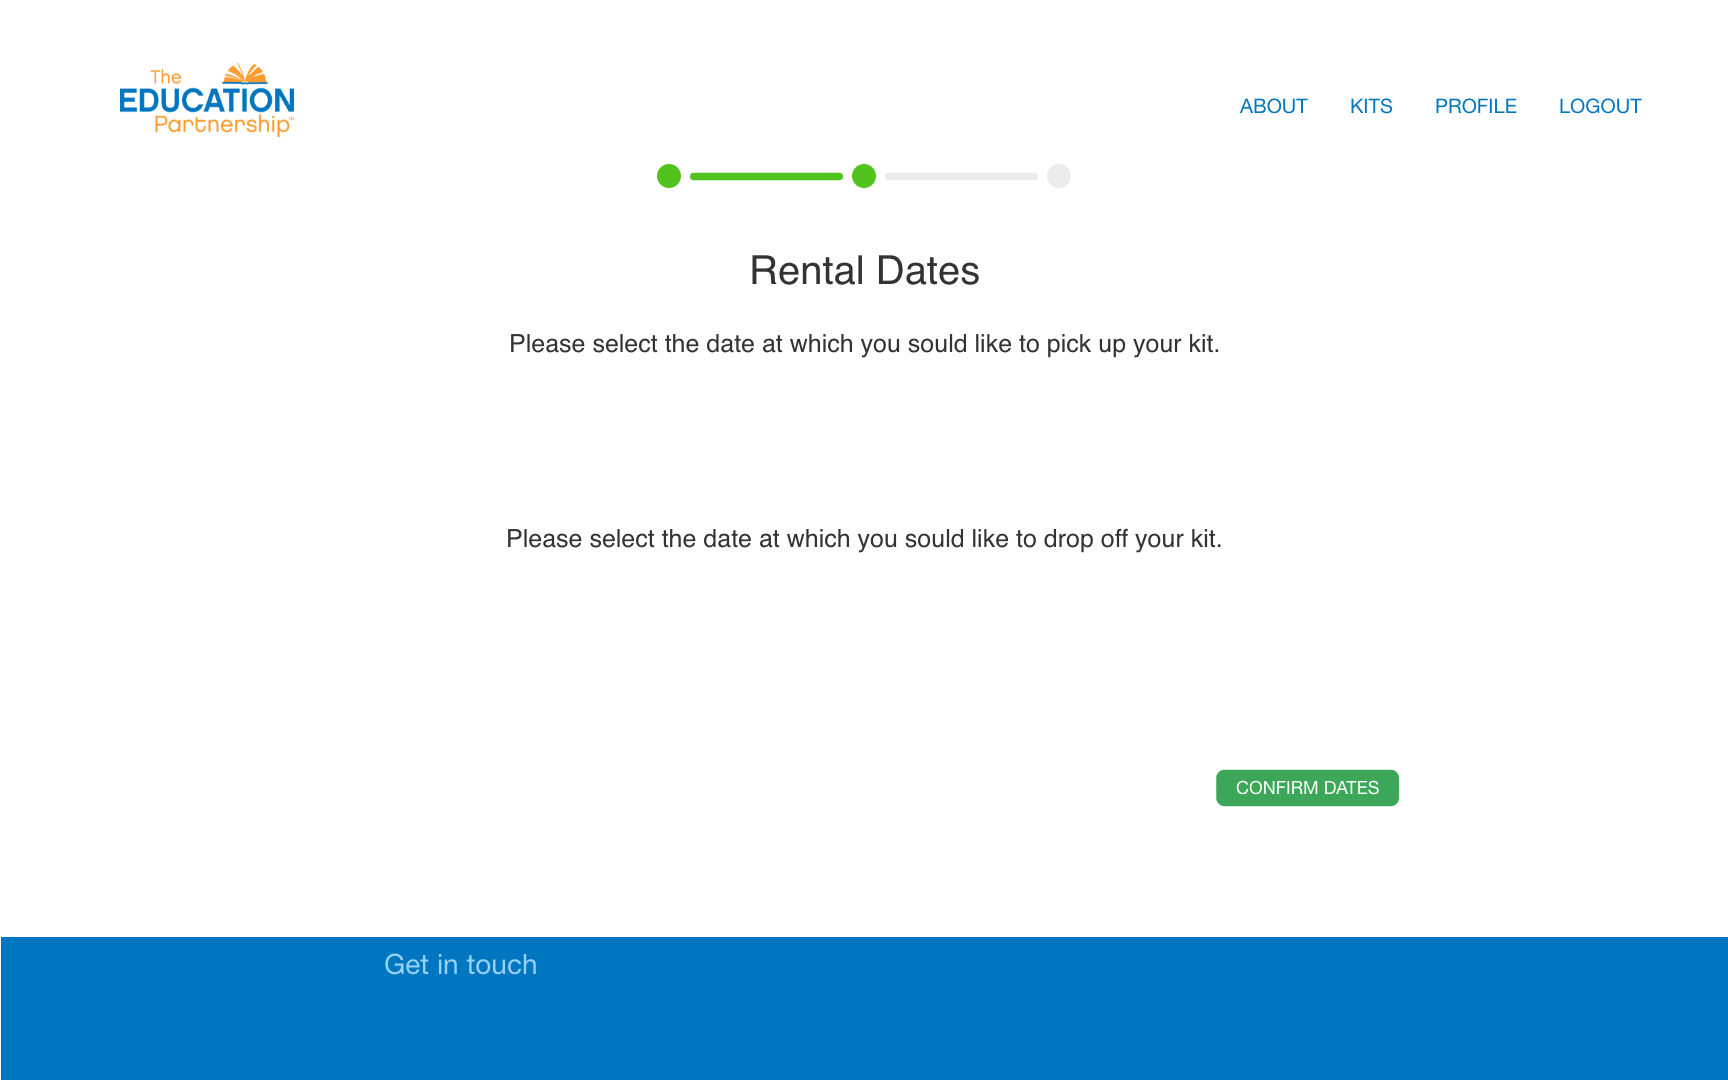 The
EDUCATION
Partnership™
ABOUT KITS PROFILE LOGOUT
Rental Dates
Please select the date at which you sould like to pick up your kit.
Please select the date at which you sould like to drop off your kit.
CONFIRM DATES
Get in touch